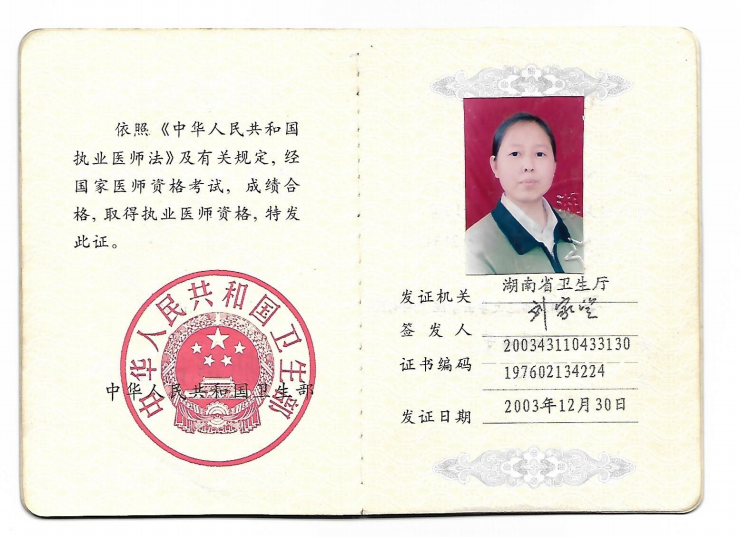 依照《中华人民共和国
执业医师法》及有关规定,经
国家医师资格考试,成绩合
格,取得执业医师资格,特发
此证。
中华人民共和国卫生部
中华人民共和国卫生部
发证机关 湖南省卫生厅
签发人
证书编码 200343110433130
197602134224
发证日期 2003年12月30日